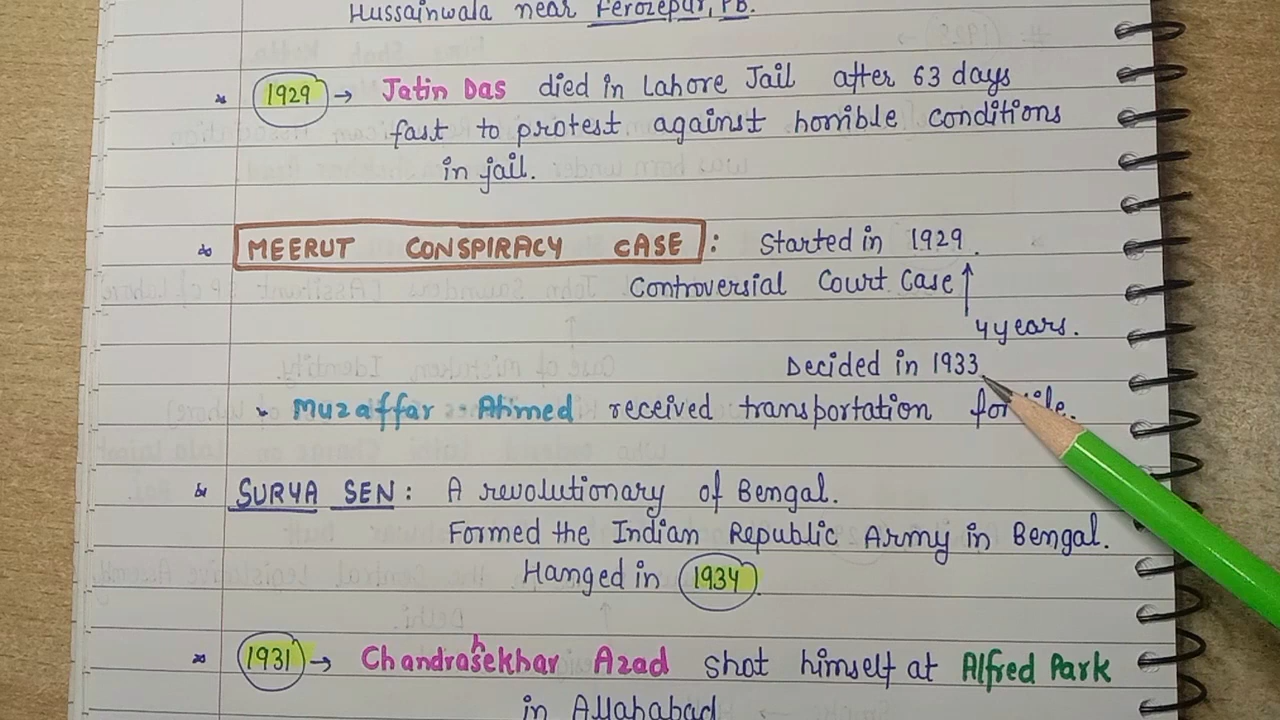 Hussainwala near Ferozepur, PB.
* 1929 → Jatin Das died in Lahore Jail after 63 days
fast to protest against horrible conditions
in jail.
* MEERUT CONSPIRACY CASE : Started in 1929.
Controversial Court Case ↑
4 years.
Decided in 1933
• Muzaffar Ahmed received transportation for life.
* SURYA SEN : A revolutionary of Bengal.
Formed the Indian Republic Army in Bengal.
Hanged in 1934.
* 1931 → Chandrashekhar Azad shot himself at Alfred Park
in Allahabad